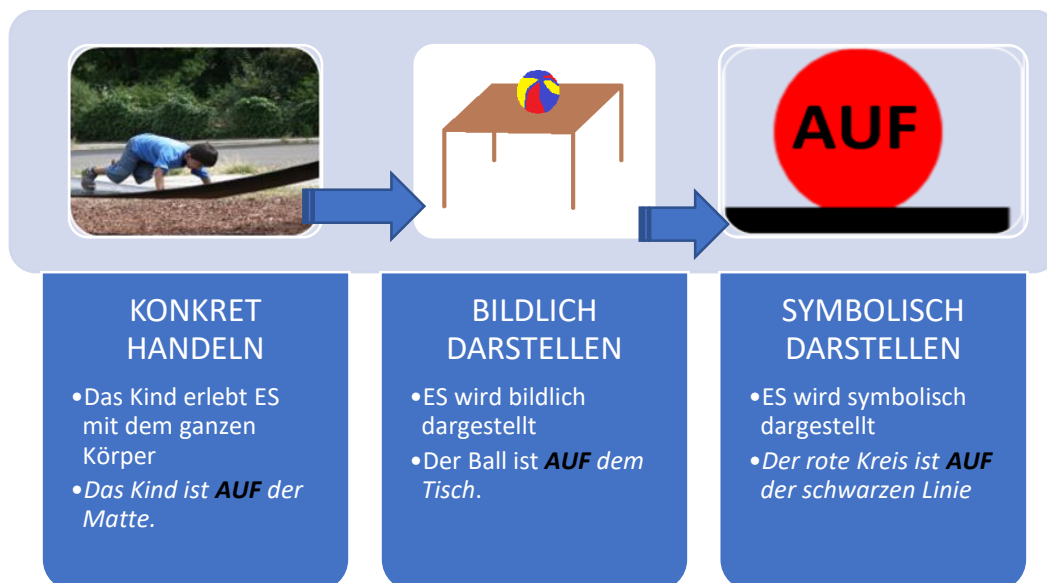 AUF
KONKRET
HANDELN
•Das Kind erlebt ES
mit dem ganzen
Körper
•Das Kind ist AUF der
Matte.
BILDLICH
DARSTELLEN
•ES wird bildlich
dargestellt
•Der Ball ist AUF dem
Tisch.
SYMBOLISCH
DARSTELLEN
•ES wird symbolisch
dargestellt
•Der rote Kreis ist AUF
der schwarzen Linie